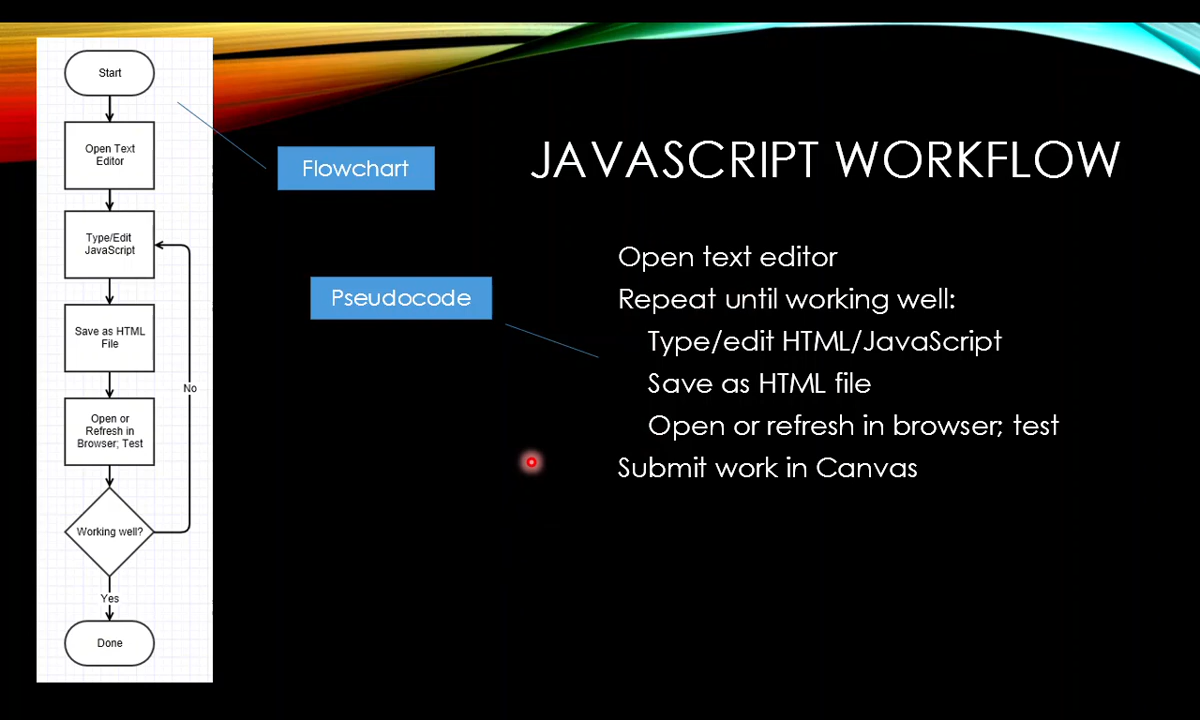 Start
Open Text
Editor
Type/Edit
JavaScript
Save as HTML
File
Open or
Refresh in
Browser; Test
No
Working well?
Yes
Done
Flowchart
Pseudocode
JAVASCRIPT WORKFLOW
Open text editor
Repeat until working well:
Type/edit HTML/JavaScript
Save as HTML file
Open or refresh in browser; test
Submit work in Canvas